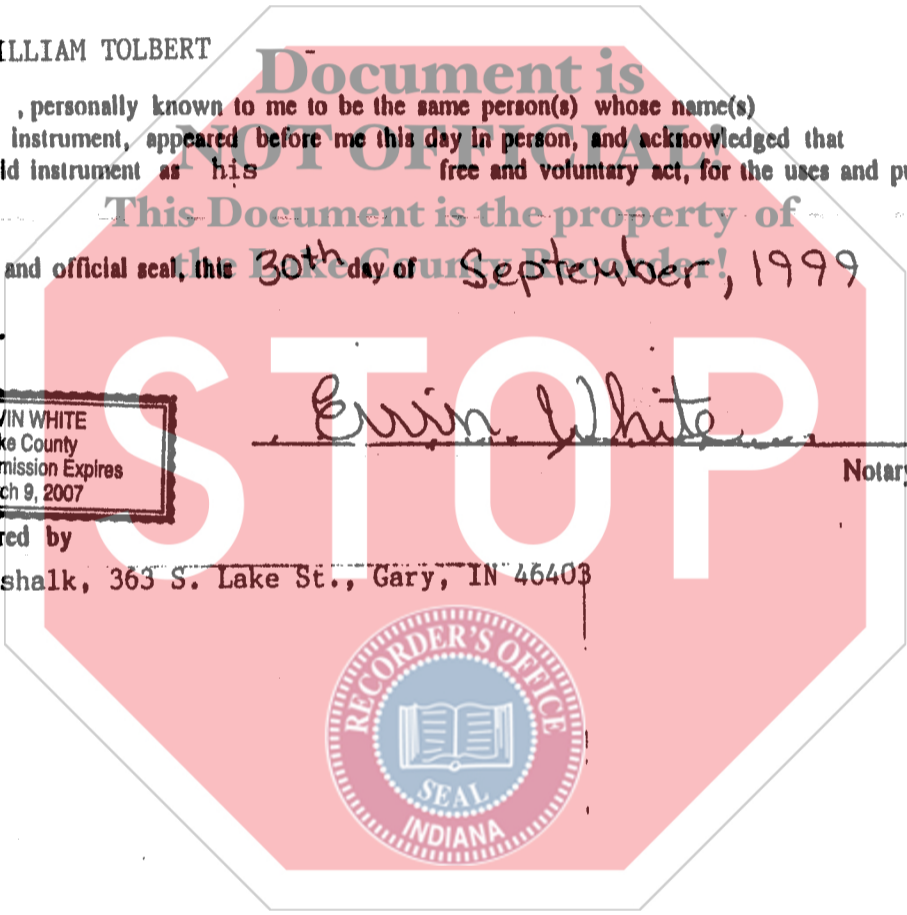 ILLIAM TOLBERT
Document is
, personally known to me to be the same person(s) whose name(s)
instrument, appeared before me this day in person, and acknowledged that
NOT OFFICIAL!
id instrument as his free and voluntary act, for the uses and pu
This Document is the property of
the Lake County Recorder!
and official seal, this 30th day of September, 1999
STOP
VIN WHITE
ke County
mission Expires
ch 9, 2007
Ervin White
Notary
red by
shalk, 363 S. Lake St., Gary, IN 46403
RECORDER'S OFFICE
SEAL
INDIANA